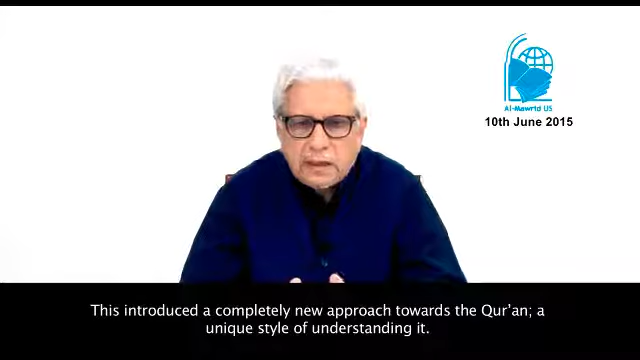 Al-Mawrid US
10th June 2015
This introduced a completely new approach towards the Qur'an; a
unique style of understanding it.